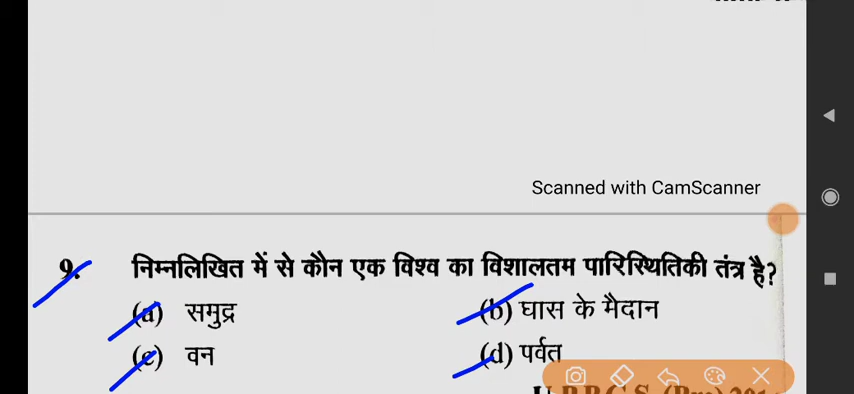 Scanned with CamScanner
9. निम्नलिखित में से कौन एक विश्व का विशालतम पारिस्थितिकी तंत्र है?
(a) समुद्र (b) घास के मैदान
(c) वन (d) पर्वत